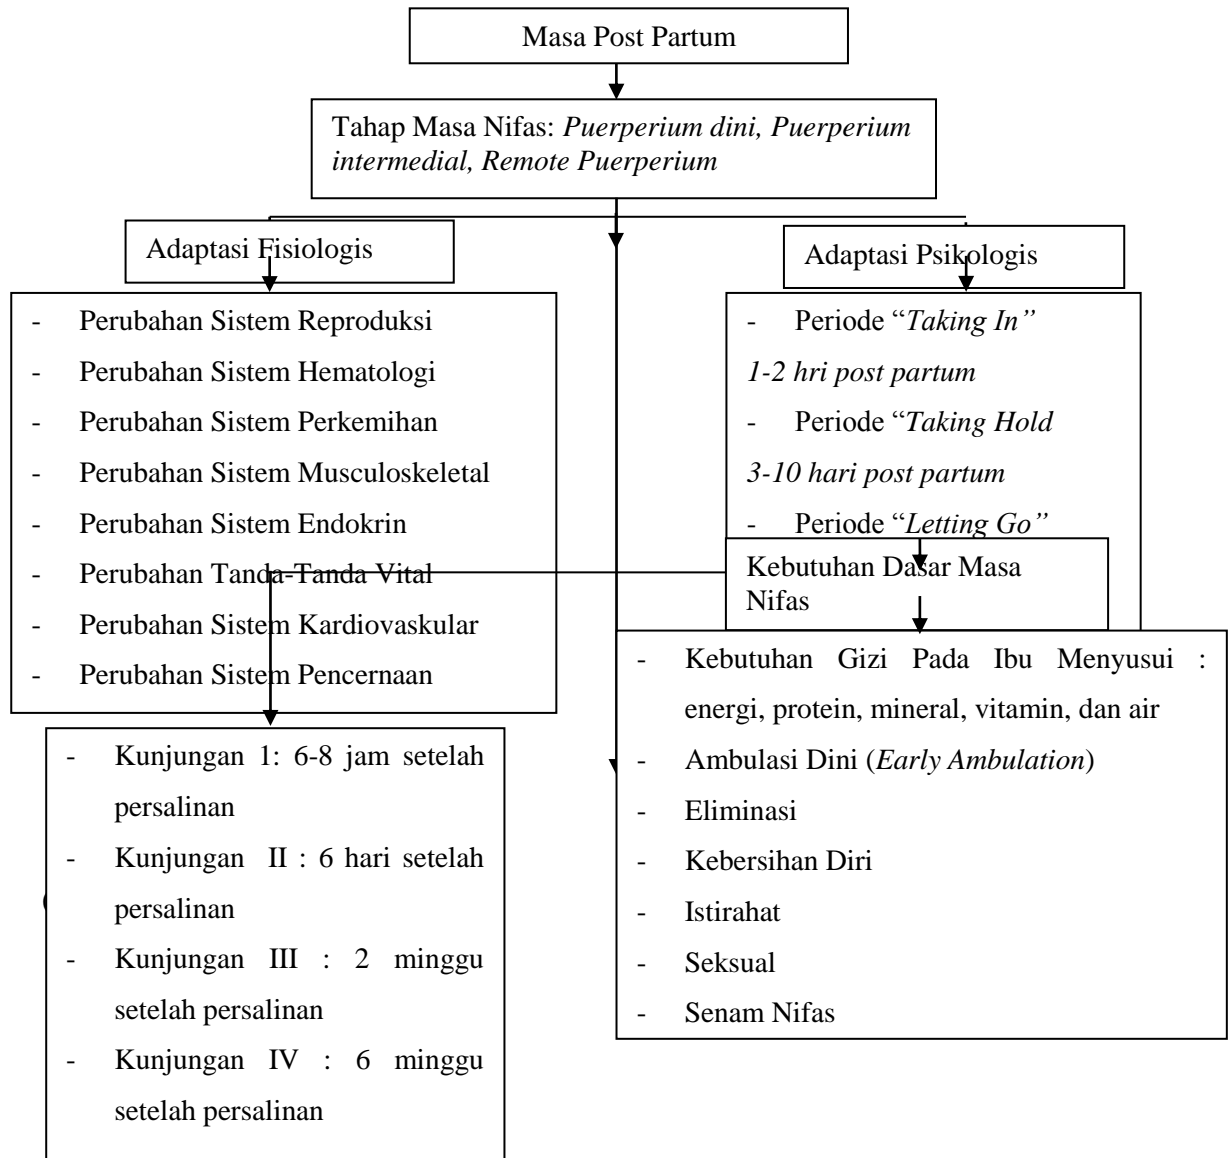 Masa Post Partum
Tahap Masa Nifas: Puerperium dini, Puerperium
intermedial, Remote Puerperium
Adaptasi Fisiologis
- Perubahan Sistem Reproduksi
- Perubahan Sistem Hematologi
- Perubahan Sistem Perkemihan
- Perubahan Sistem Musculoskeletal
- Perubahan Sistem Endokrin
- Perubahan Tanda-Tanda Vital
- Perubahan Sistem Kardiovaskular
- Perubahan Sistem Pencernaan
Adaptasi Psikologis
- Periode “Taking In”
1-2 hri post partum
- Periode “Taking Hold
3-10 hari post partum
- Periode “Letting Go”
Kebutuhan Dasar Masa
Nifas
- Kebutuhan Gizi Pada Ibu Menyusui :
energi, protein, mineral, vitamin, dan air
- Ambulasi Dini (Early Ambulation)
- Eliminasi
- Kebersihan Diri
- Istirahat
- Seksual
- Senam Nifas
- Kunjungan 1: 6-8 jam setelah
persalinan
- Kunjungan II : 6 hari setelah
persalinan
- Kunjungan III : 2 minggu
setelah persalinan
- Kunjungan IV : 6 minggu
setelah persalinan